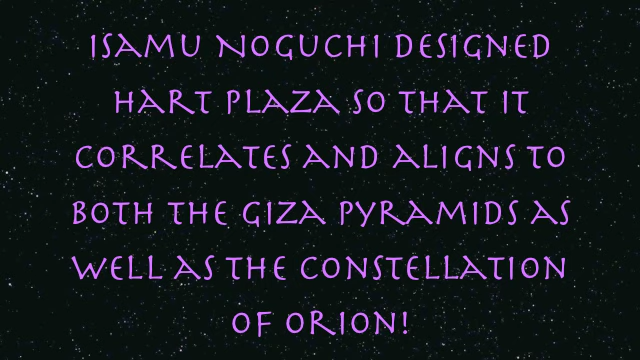 ISAMU NOGUCHI DESIGNED
HART PLAZA SO THAT IT
CORRELATES AND ALIGNS TO
BOTH THE GIZA PYRAMIDS AS
WELL AS THE CONSTELLATION
OF ORION!